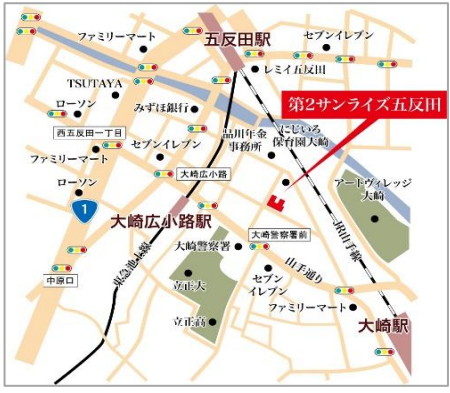 ファミリーマート
五反田駅
セブンイレブン
レミィ五反田
TSUTAYA
ローソン
みずほ銀行
第2サンライズ五反田
西五反田一丁目
品川年金
事務所
にじいろ
保育園大崎
セブンイレブン
ファミリーマート
大崎広小路
ローソン
アートヴィレッジ
大崎
1
大崎広小路駅
JR山手線
大崎警察署
大崎警察署前
東急池上線
山手通り
中原口
立正大
セブン
イレブン
ファミリーマート
立正高
大崎駅